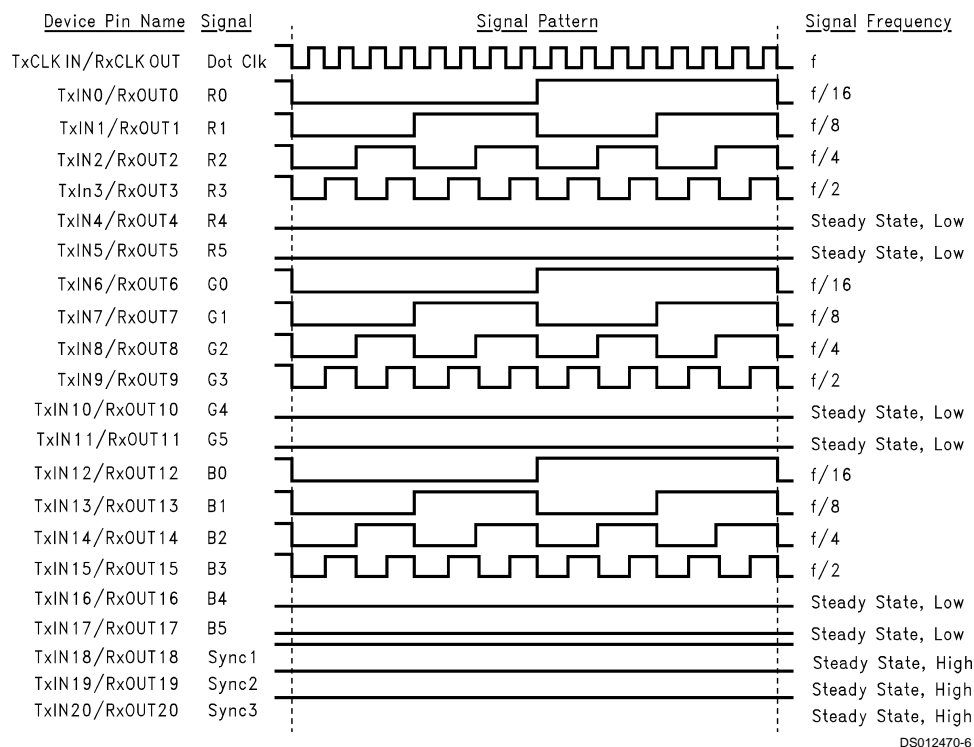 Device Pin Name Signal Signal Pattern Signal Frequency
TxCLK IN/RxCLK OUT Dot Clk f
TxIN0/RxOUT0 R0 f/16
TxIN1/RxOUT1 R1 f/8
TxIN2/RxOUT2 R2 f/4
TxIn3/RxOUT3 R3 f/2
TxIN4/RxOUT4 R4 Steady State, Low
TxIN5/RxOUT5 R5 Steady State, Low
TxIN6/RxOUT6 G0 f/16
TxIN7/RxOUT7 G1 f/8
TxIN8/RxOUT8 G2 f/4
TxIN9/RxOUT9 G3 f/2
TxIN10/RxOUT10 G4 Steady State, Low
TxIN11/RxOUT11 G5 Steady State, Low
TxIN12/RxOUT12 B0 f/16
TxIN13/RxOUT13 B1 f/8
TxIN14/RxOUT14 B2 f/4
TxIN15/RxOUT15 B3 f/2
TxIN16/RxOUT16 B4 Steady State, Low
TxIN17/RxOUT17 B5 Steady State, Low
TxIN18/RxOUT18 Sync1 Steady State, High
TxIN19/RxOUT19 Sync2 Steady State, High
TxIN20/RxOUT20 Sync3 Steady State, High
DS012470-6